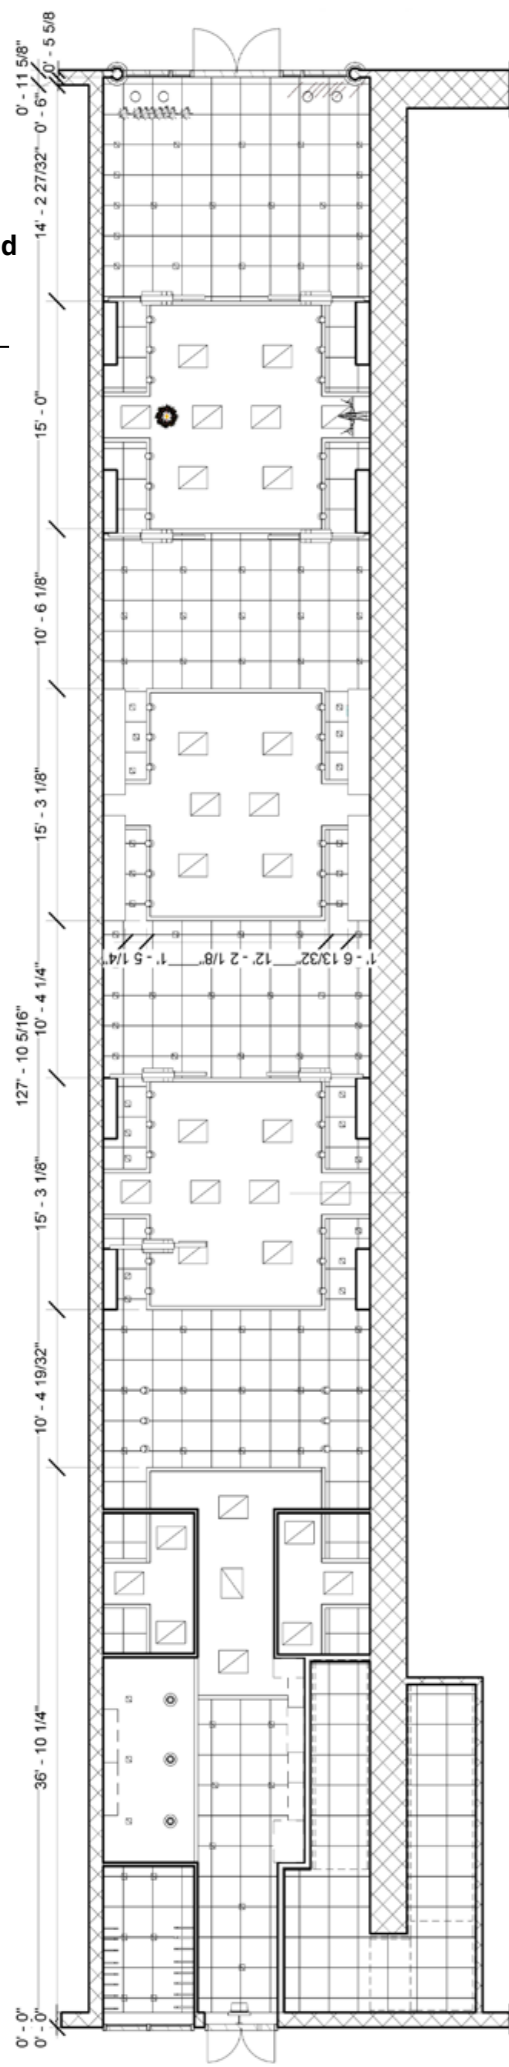 0' - 5 5/8
0' - 11 5/8"
0' - 6"
14' - 2 27/32"
d
15' - 0"
10' - 6 1/8"
15' - 3 1/8"
1' - 5 1/4"
12' - 2 1/8"
1' - 6 13/32"
10' - 4 1/4"
127' - 10 5/16"
15' - 3 1/8"
10' - 4 19/32"
36' - 10 1/4"
0' - 0"
0' - 0"